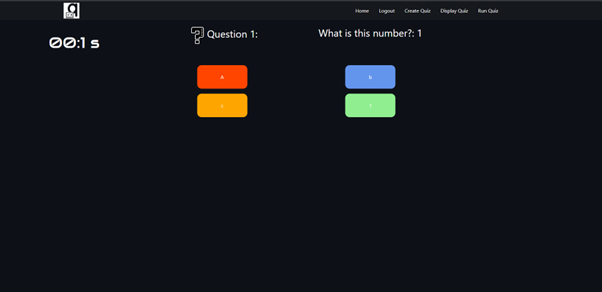 Home Logout Create Quiz Display Quiz Run Quiz
00:1 s
Question 1:
What is this number?: 1
A
b
c
1